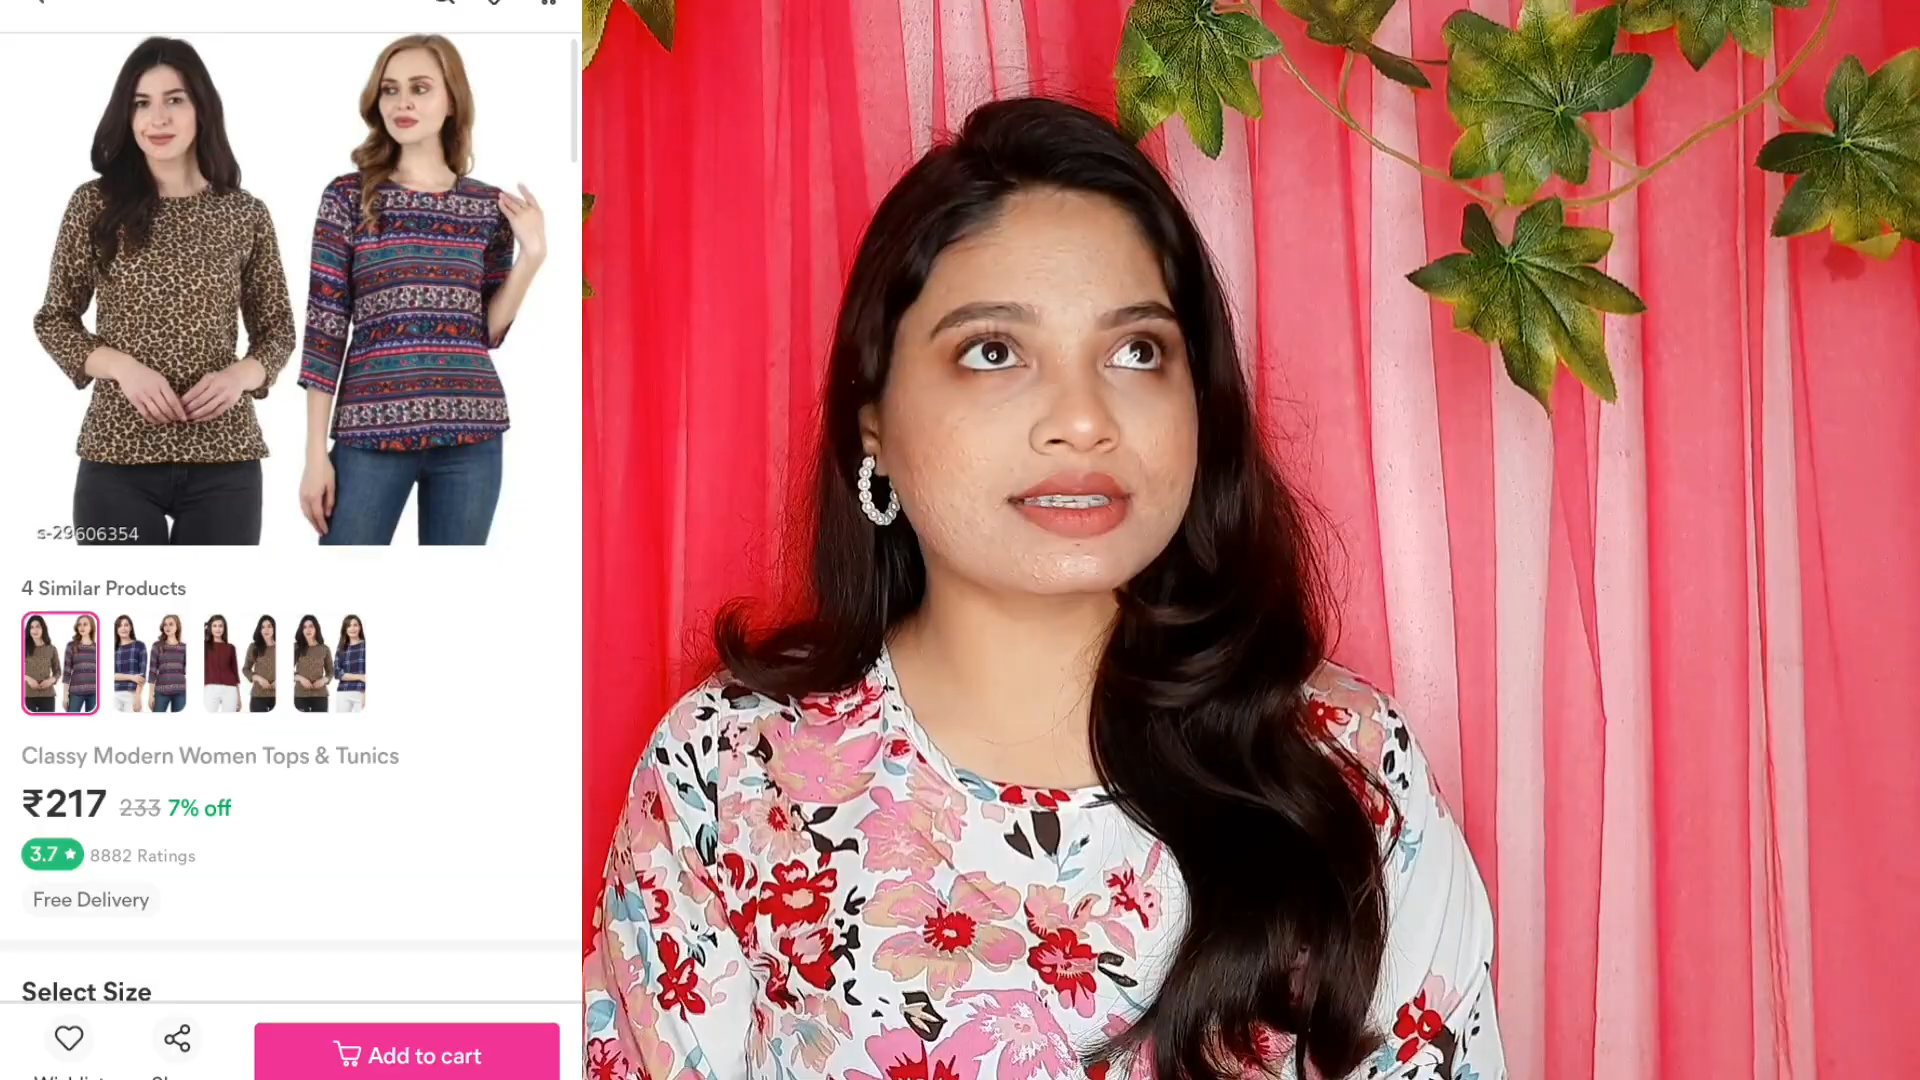 s-29606354
4 Similar Products
Classy Modern Women Tops & Tunics
₹217 233 7% off
3.7 ★ 8882 Ratings
Free Delivery
Select Size
Add to cart